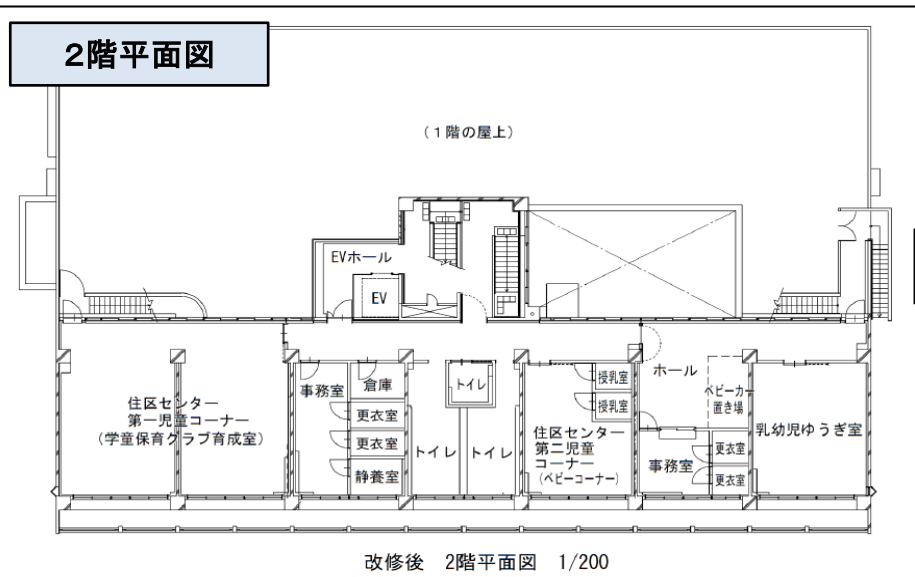 2階平面図
(1階の屋上)
EVホール
EV
住区センター
第一児童コーナー
(学童保育クラブ育成室)
事務室
倉庫
更衣室
更衣室
静養室
トイレ
トイレ
トイレ
授乳室
授乳室
住区センター
第二児童
コーナー
(ベビーコーナー)
ホール
ベビーカー
置き場
事務室
更衣室
更衣室
乳幼児ゆうぎ室
改修後 2階平面図 1/200